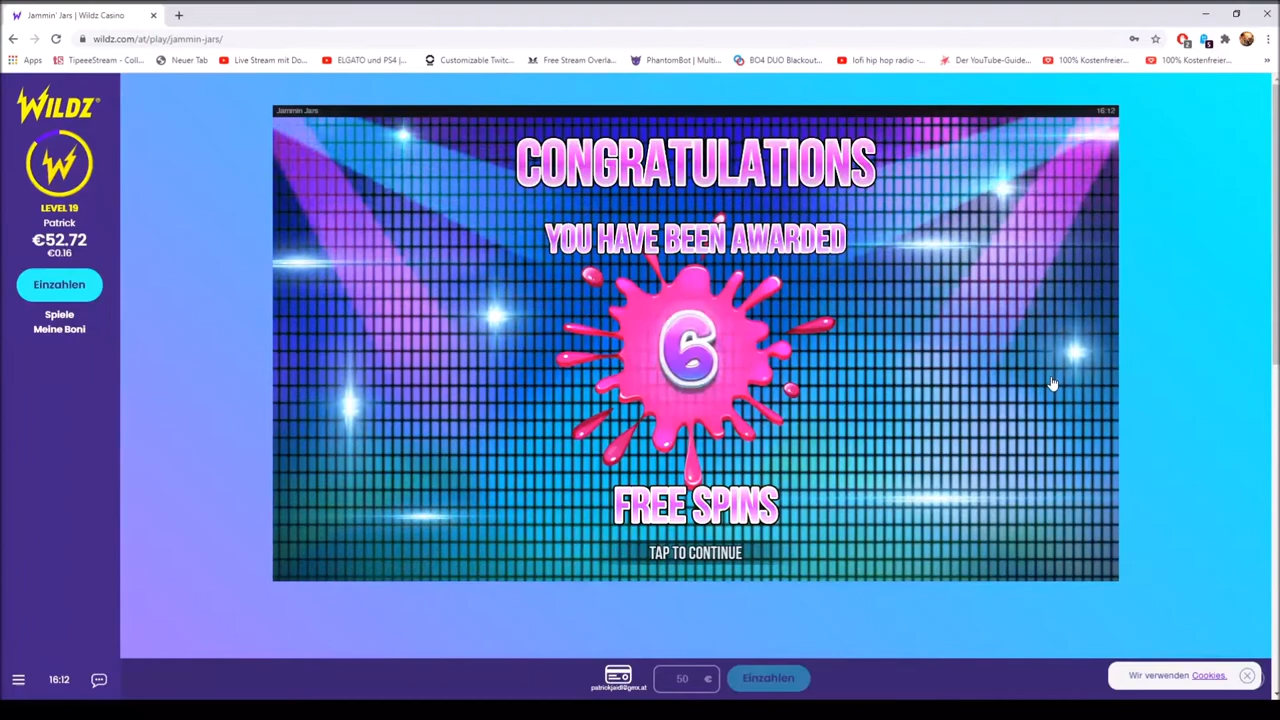 Jammin' Jars | Wildz Casino
wildz.com/at/play/jammin-jars/
Apps
TipeeeStream - Coll...
Neuer Tab
Live Stream mit Do...
ELGATO und PS4 |...
Customizable Twitc...
Free Stream Overla...
PhantomBot | Multi...
BO4 DUO Blackout...
lofi hip hop radio -...
Der YouTube-Guide...
100% Kostenfreier...
100% Kostenfreier...
WILDZ
LEVEL 19
Patrick
€52.72
€0.16
Einzahlen
Spiele
Meine Boni
Jammin Jars
16:12
CONGRATULATIONS
YOU HAVE BEEN AWARDED
6
FREE SPINS
TAP TO CONTINUE
16:12
50 €
Einzahlen
Wir verwenden Cookies.